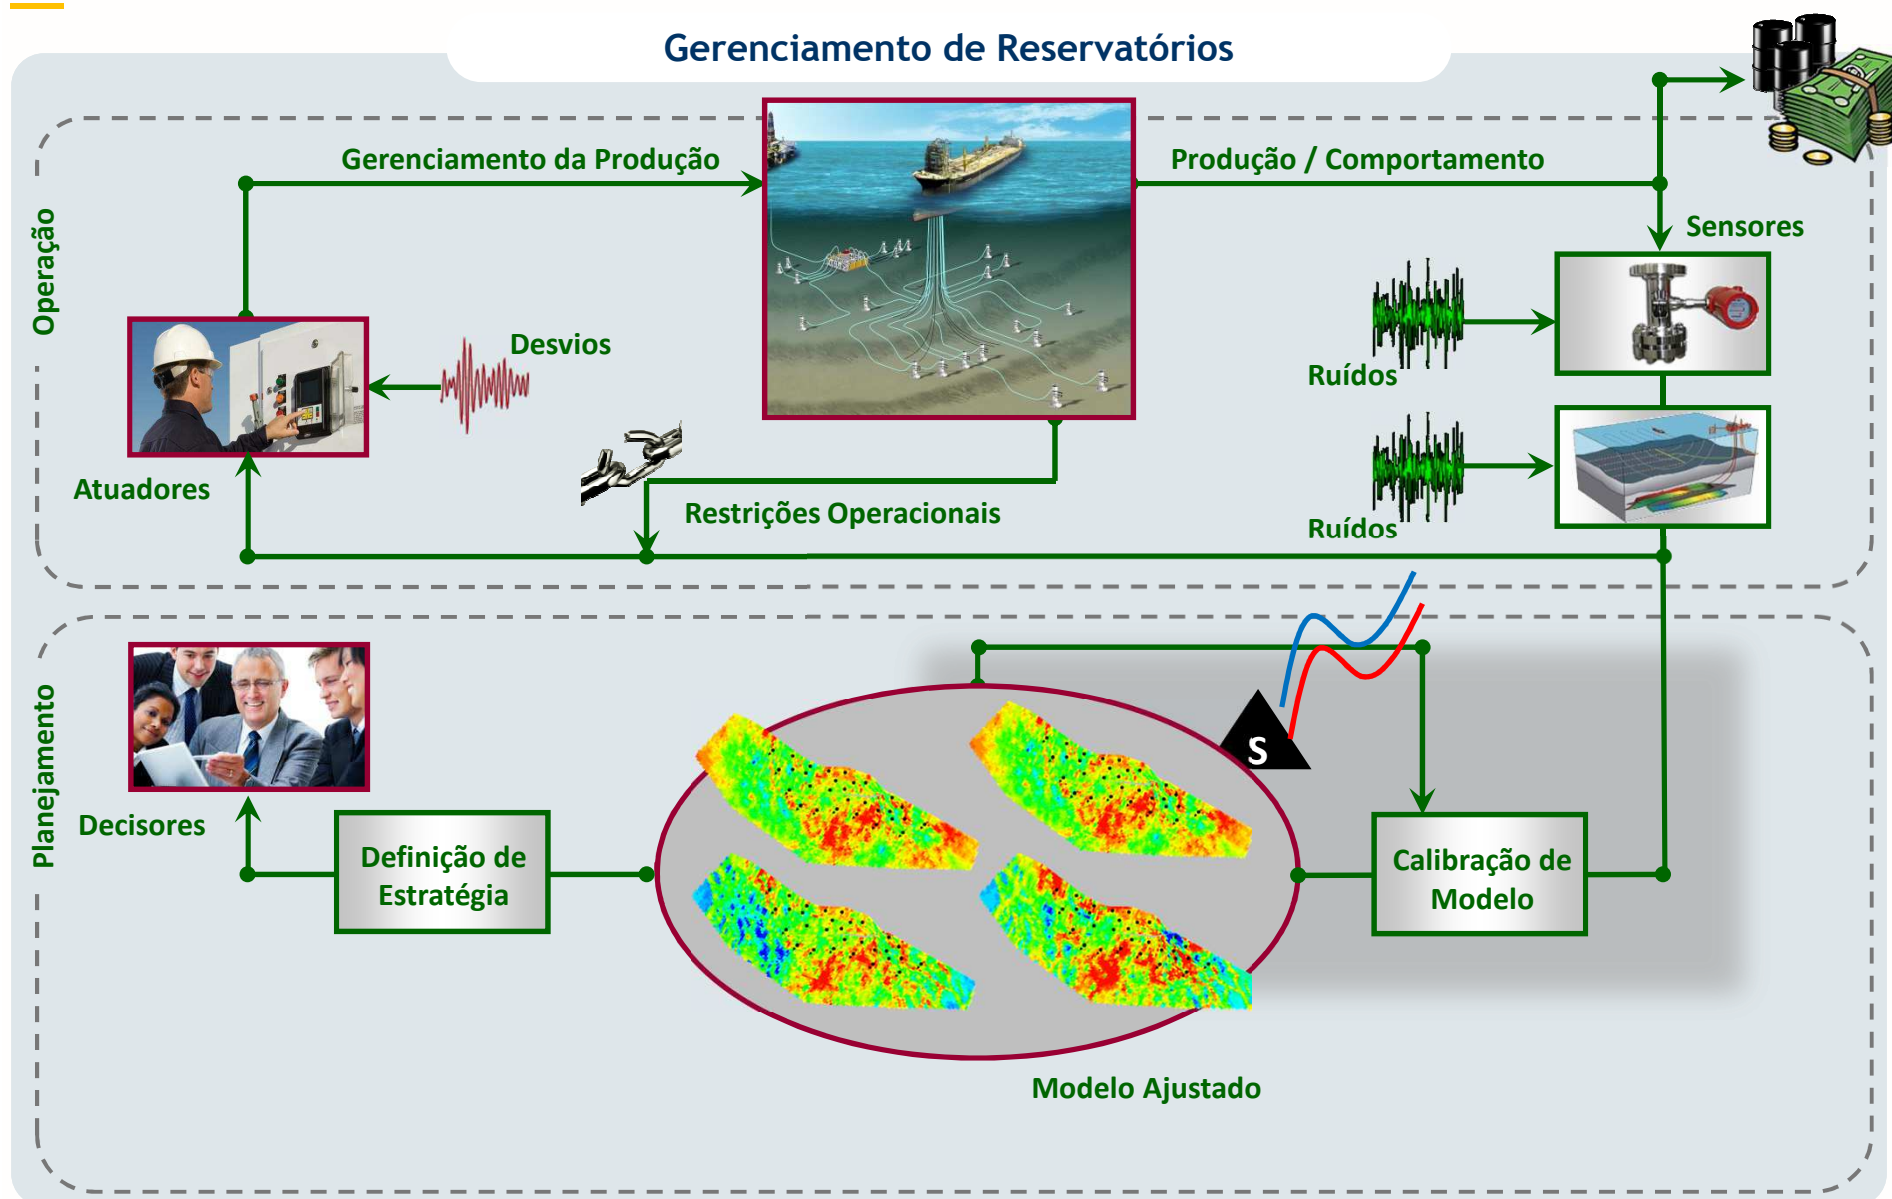 Gerenciamento de Reservatórios
Operação
Gerenciamento da Produção
Produção / Comportamento
Sensores
Desvios
Ruídos
Atuadores
Restrições Operacionais
Ruídos
Planejamento
S
Decisores
Definição de
Estratégia
Calibração de
Modelo
Modelo Ajustado